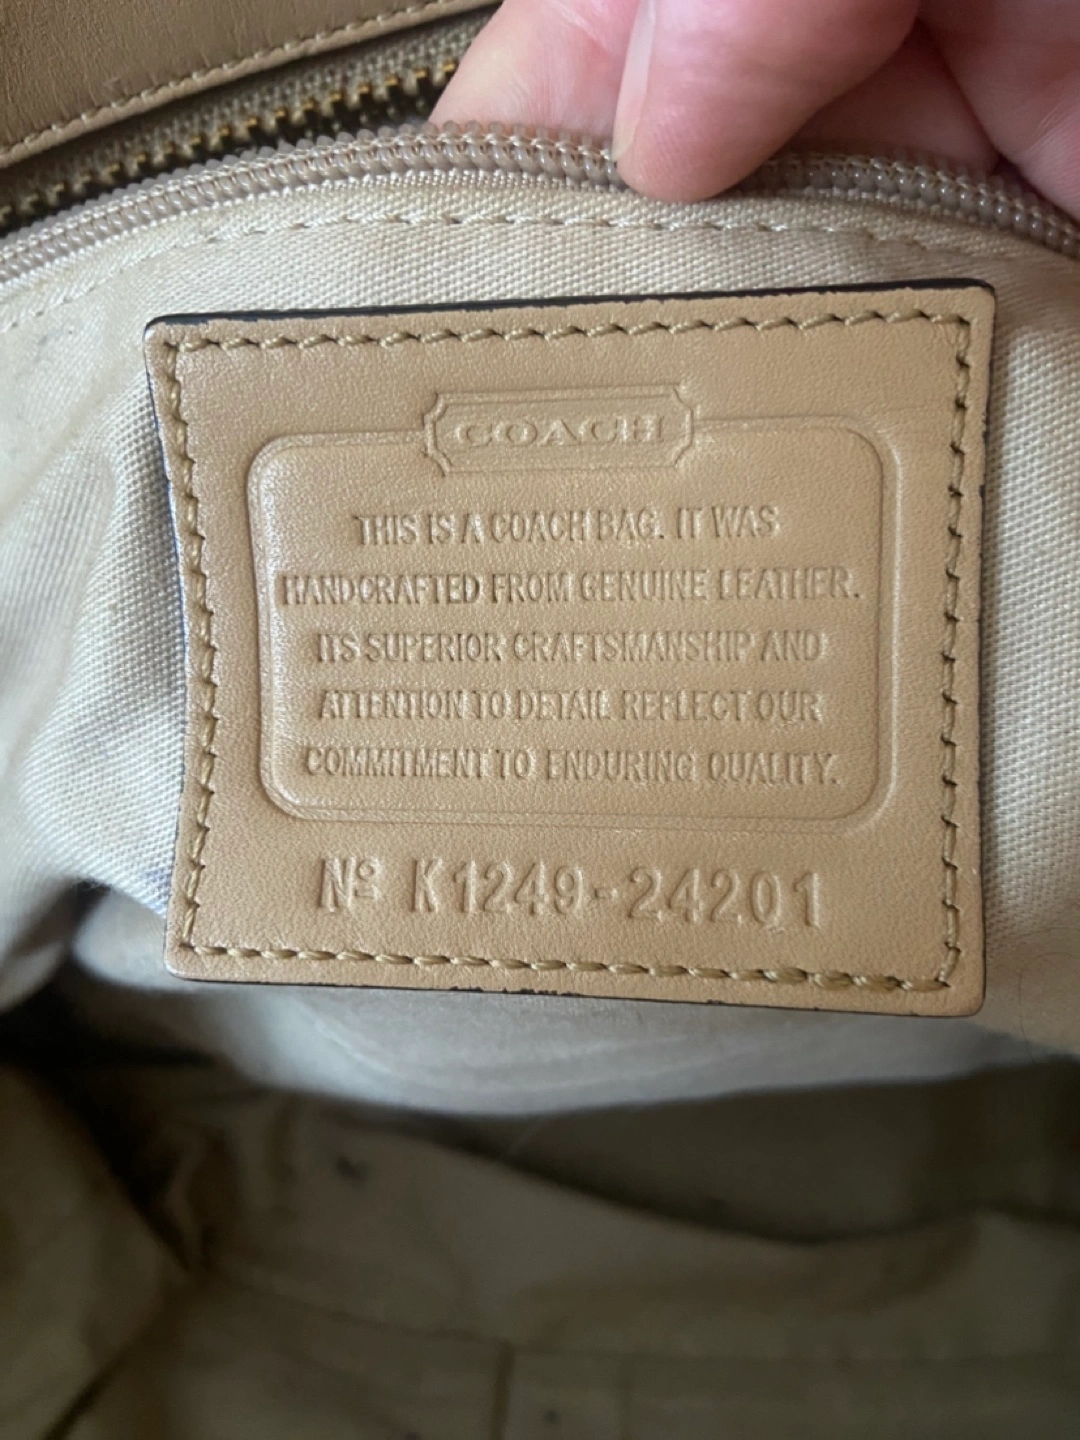 COACH
THIS IS A COACH BAG. IT WAS
HANDCRAFTED FROM GENUINE LEATHER.
ITS SUPERIOR CRAFTSMANSHIP AND
ATTENTION TO DETAIL REFLECT OUR
COMMITMENT TO ENDURING QUALITY.
Nº K1249-24201